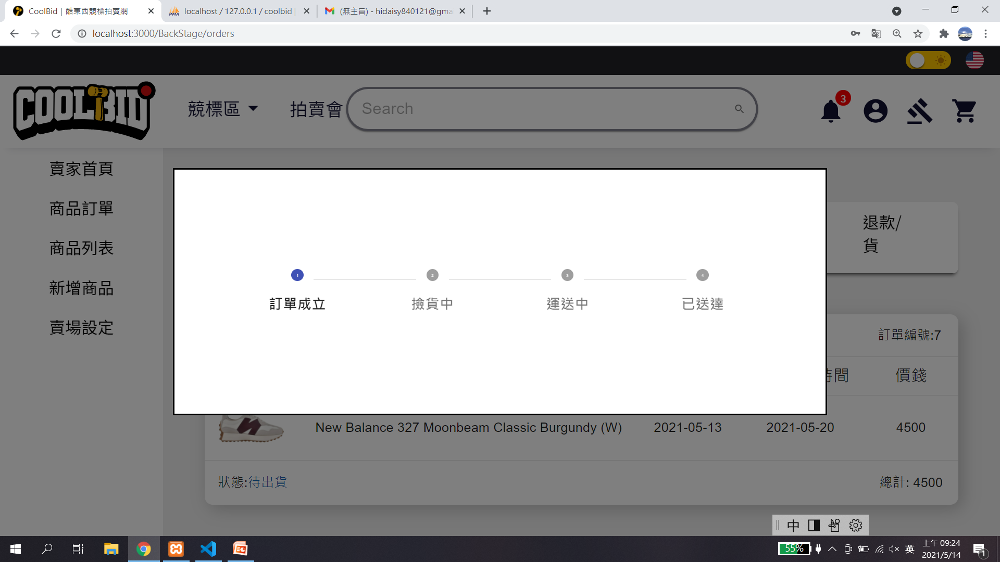 CoolBid | 酷東西競標拍賣網
localhost / 127.0.0.1 / coolbid |
(無主旨) - hidaisy840121@gma
localhost:3000/BackStage/orders
COOLBID
競標區
拍賣會
Search
3
賣家首頁
商品訂單
商品列表
新增商品
賣場設定
退款/
貨
1
2
3
4
訂單成立
撿貨中
運送中
已送達
訂單編號:7
時間
價錢
New Balance 327 Moonbeam Classic Burgundy (W)
2021-05-13
2021-05-20
4500
狀態:待出貨
總計: 4500
中
55%
英
上午 09:24
2021/5/14
1